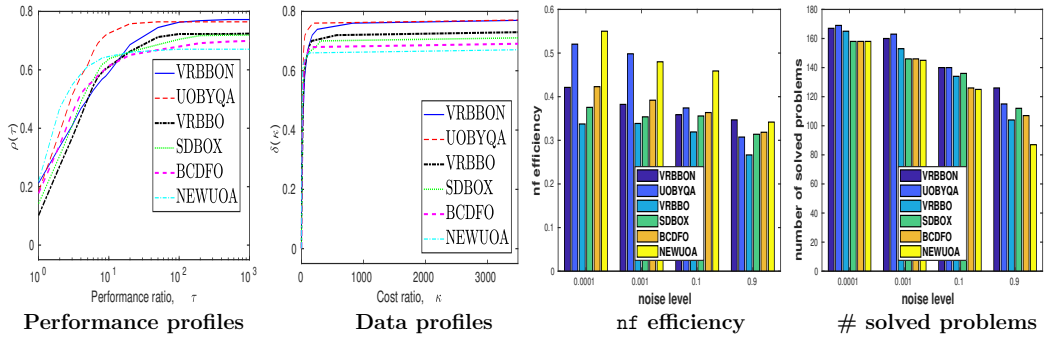 0.8
0.6
0.4
0.2
0
ρ(τ)
VRBBON
UOBYQA
VRBBO
SDBOX
BCDFO
NEWUOA
10^0
10^1
10^2
10^3
Performance ratio, τ
Performance profiles
0.8
0.6
0.4
0.2
0
δ(κ)
VRBBON
UOBYQA
VRBBO
SDBOX
BCDFO
NEWUOA
0
1000
2000
3000
Cost ratio, κ
Data profiles
0.6
0.5
0.4
0.3
0.2
0.1
0
nf efficiency
VRBBON
UOBYQA
VRBBO
SDBOX
BCDFO
NEWUOA
0.0001
0.001
0.1
0.9
noise level
nf efficiency
180
160
140
120
100
80
60
40
20
0
number of solved problems
VRBBON
UOBYQA
VRBBO
SDBOX
BCDFO
NEWUOA
0.0001
0.001
0.1
0.9
noise level
# solved problems